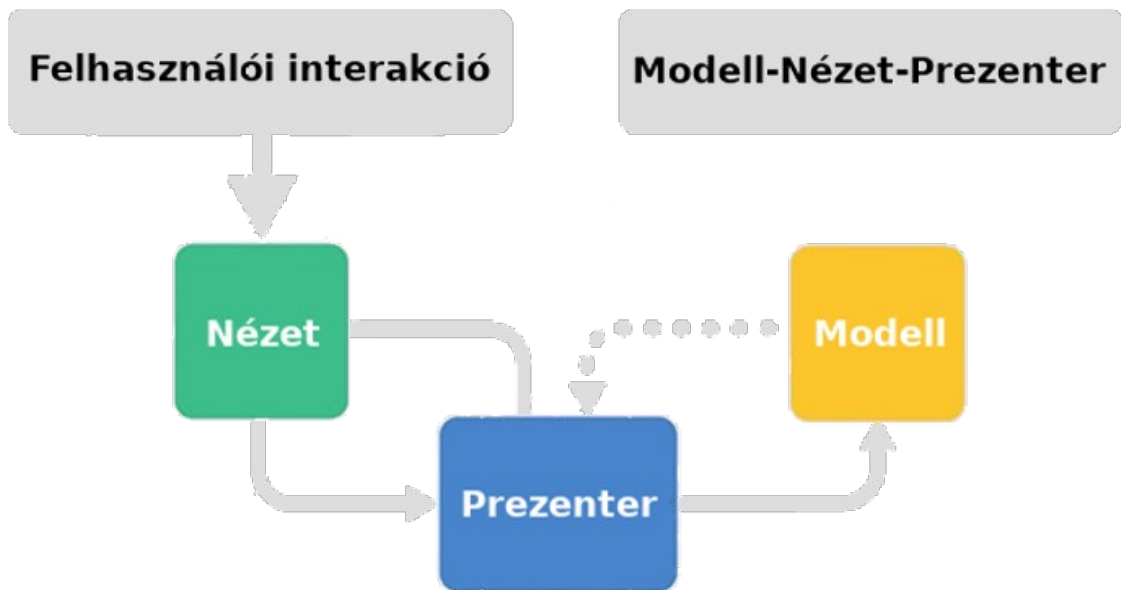 Felhasználói interakció
Modell-Nézet-Prezenter
Nézet
Modell
Prezenter